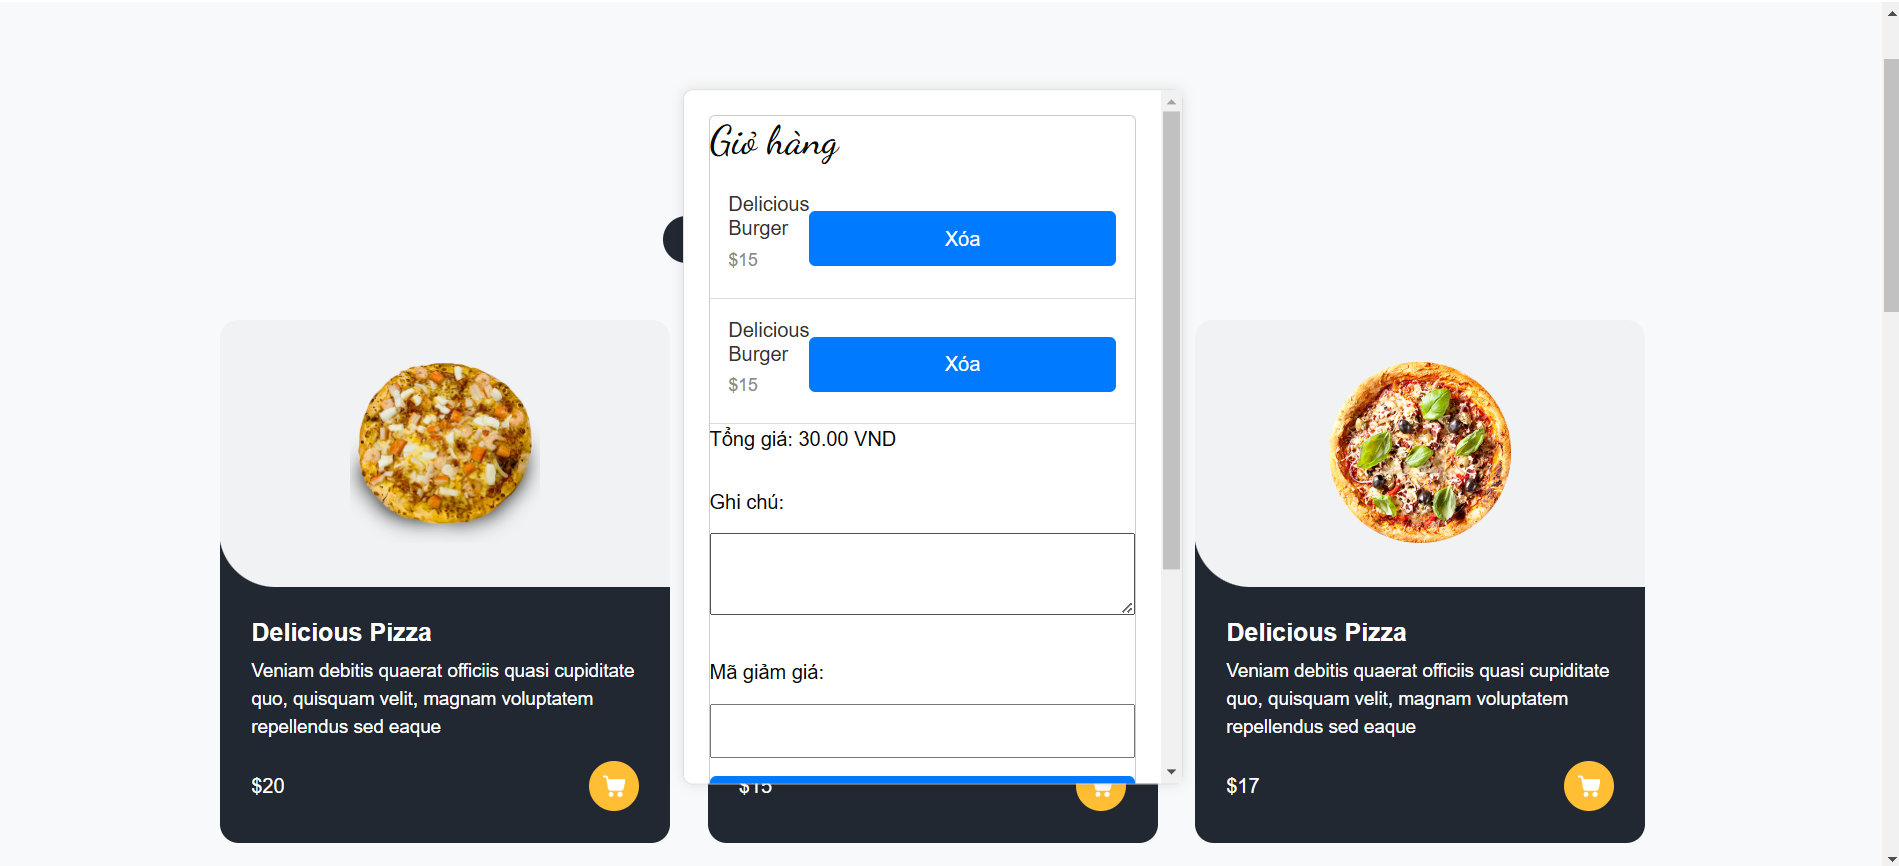 Giỏ hàng
Delicious
Burger
$15
Xóa
Delicious
Burger
$15
Xóa
Tổng giá: 30.00 VND
Ghi chú:
Mã giảm giá:
Delicious Pizza
Veniam debitis quaerat officiis quasi cupiditate
quo, quisquam velit, magnam voluptatem
repellendus sed eaque
$20
$15
Delicious Pizza
Veniam debitis quaerat officiis quasi cupiditate
quo, quisquam velit, magnam voluptatem
repellendus sed eaque
$17